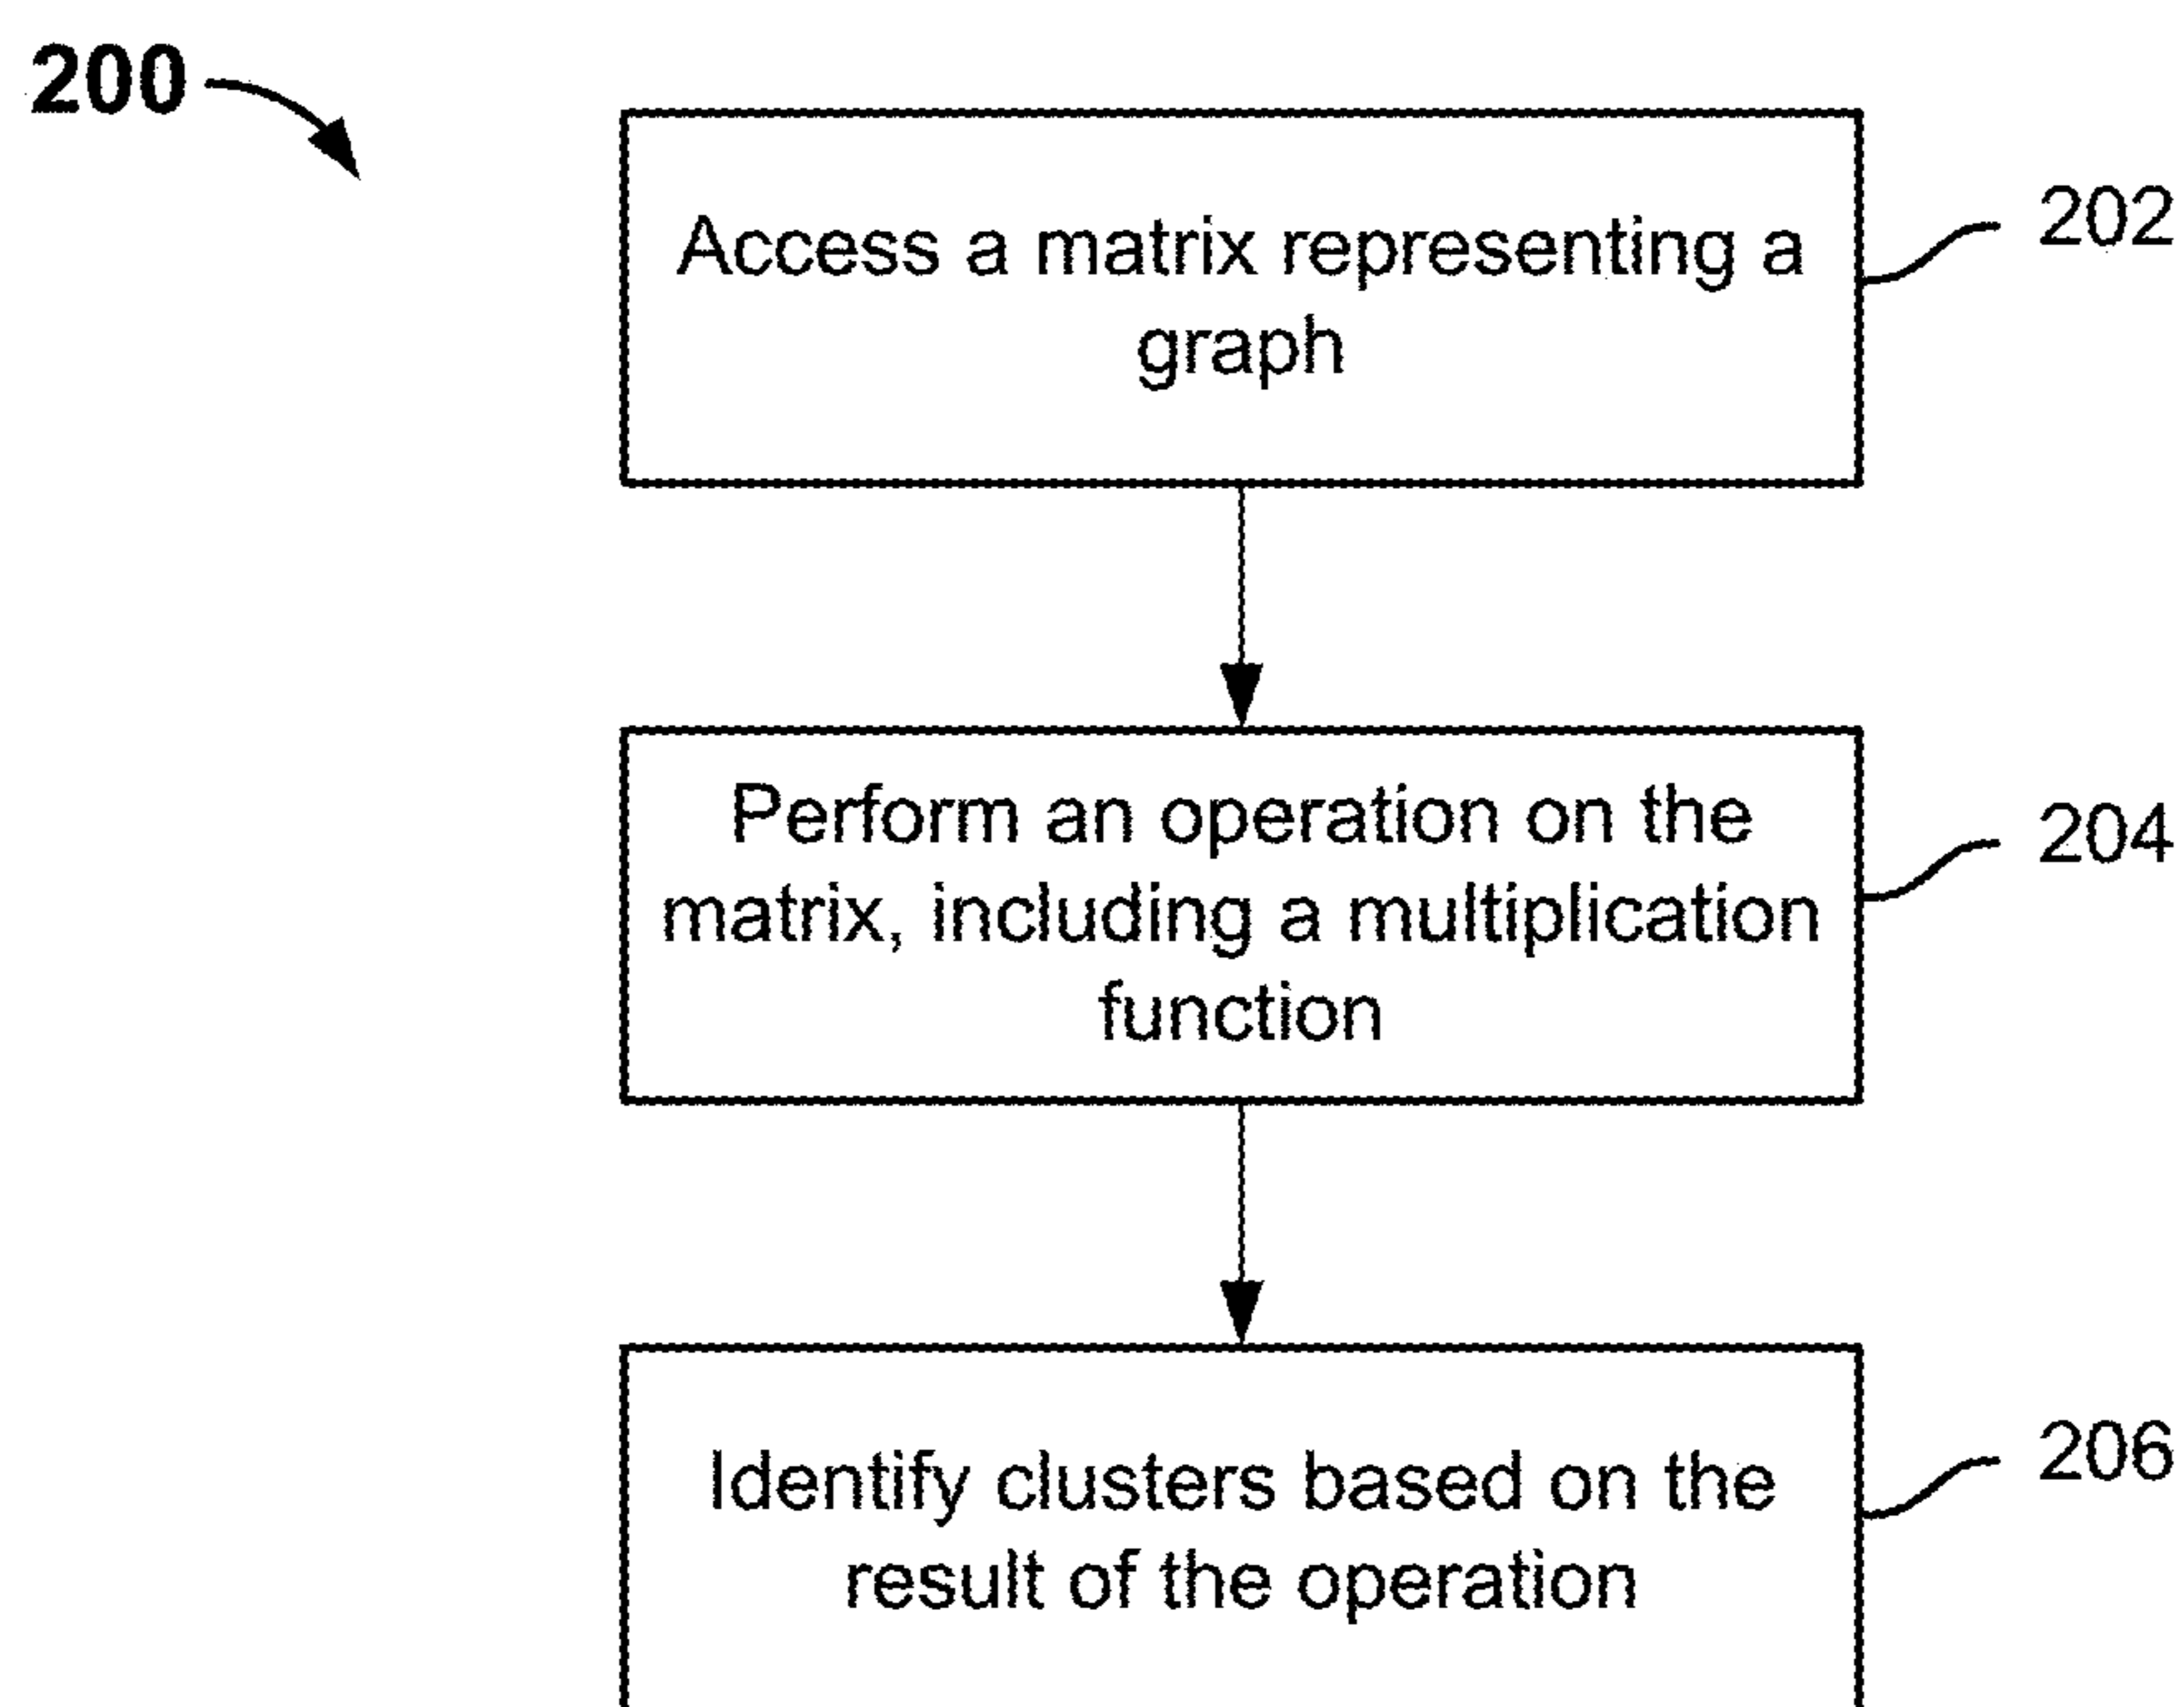 200
202
Access a matrix representing a
graph
204
Perform an operation on the
matrix, including a multiplication
function
206
Identify clusters based on the
result of the operation